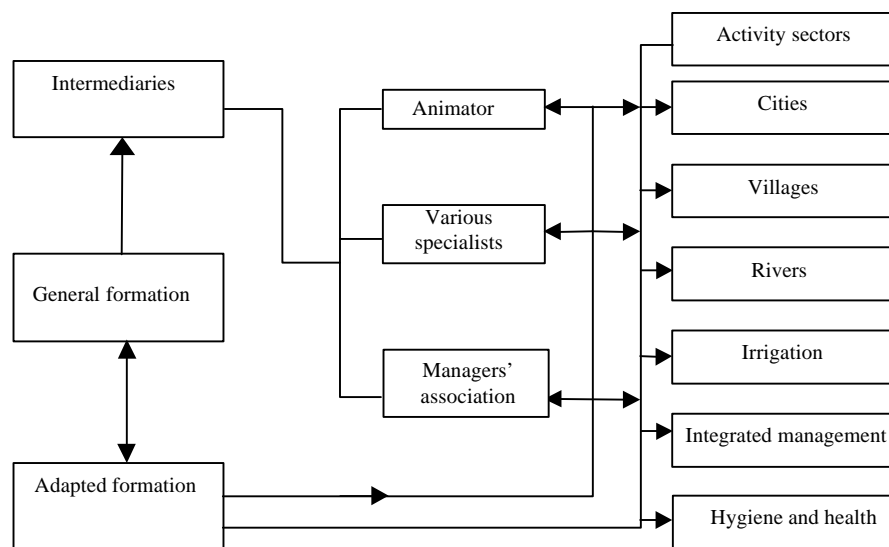 Intermediaries
General formation
Adapted formation
Animator
Various
specialists
Managers’
association
Activity sectors
Cities
Villages
Rivers
Irrigation
Integrated management
Hygiene and health